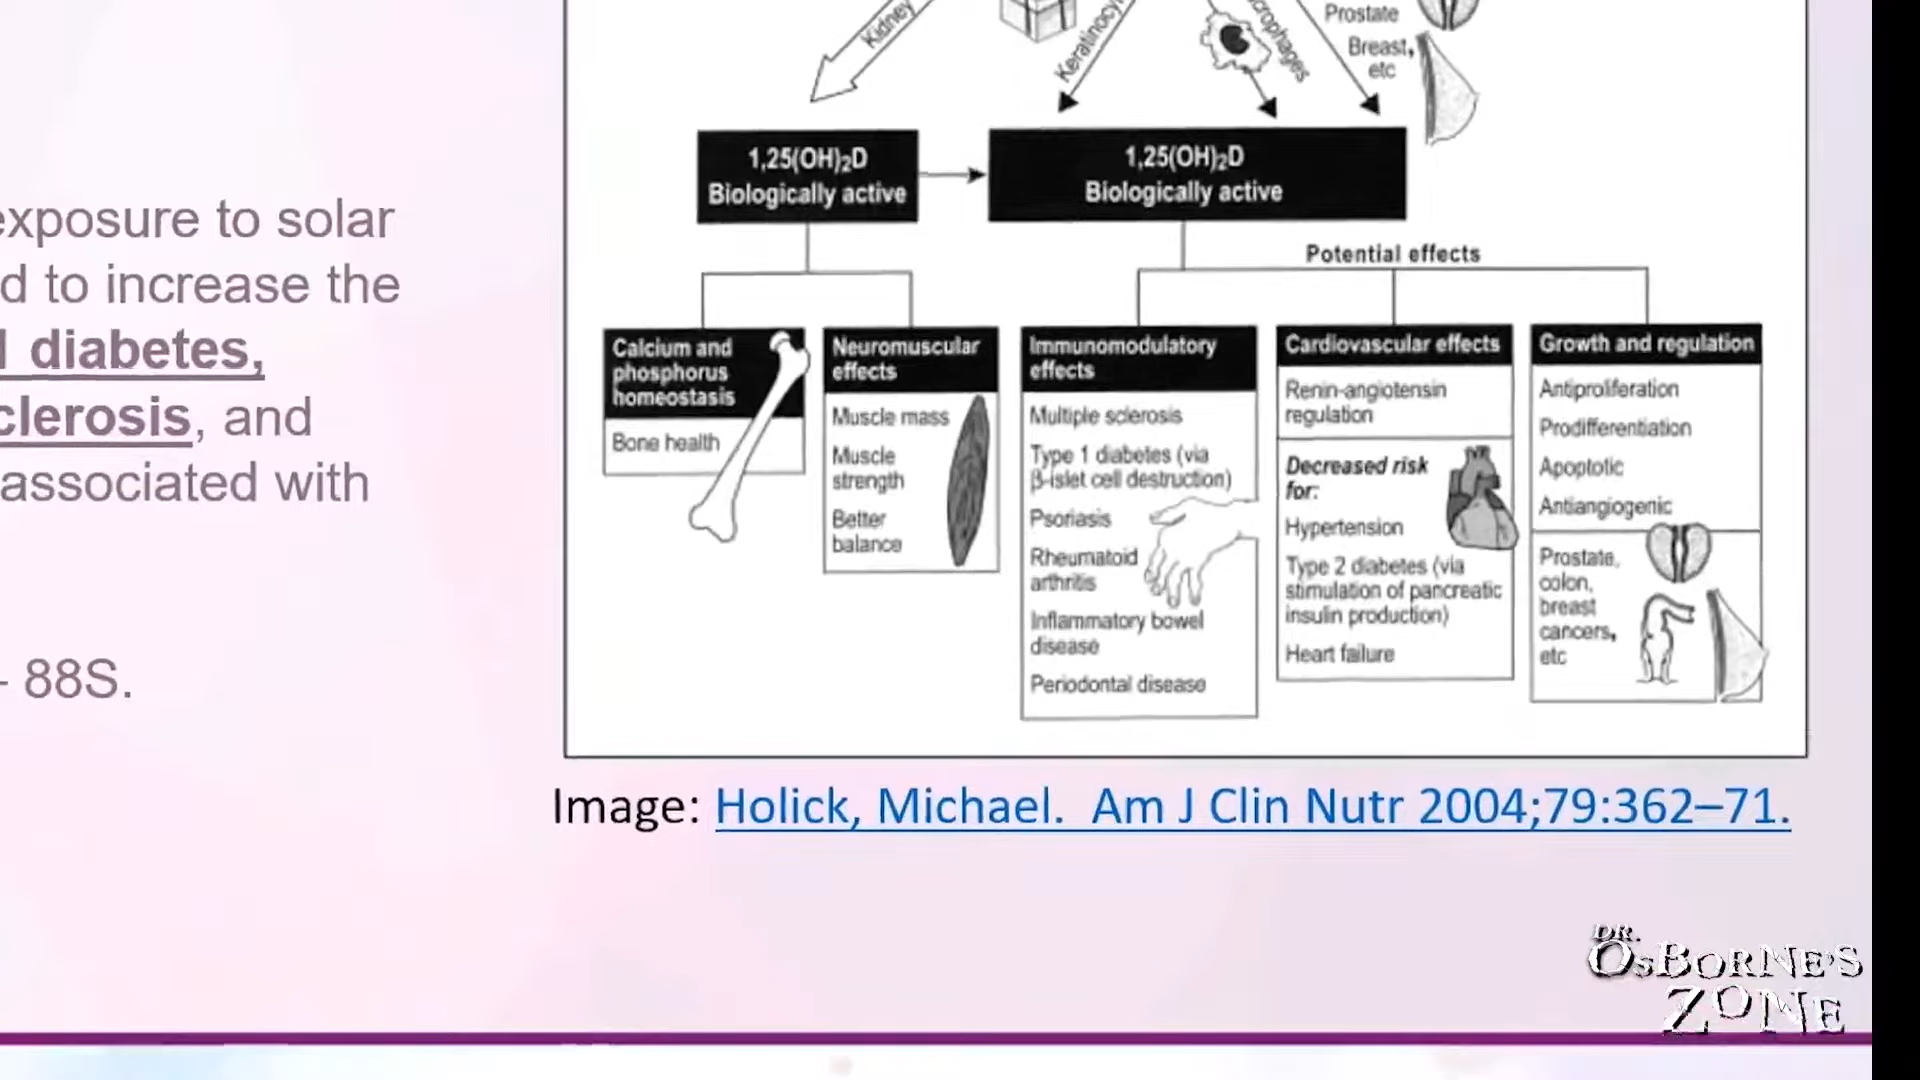 exposure to solar
d to increase the
diabetes,
clerosis, and
associated with
- 88S.
Kidney
Prostate
Breast,
etc
1,25(OH)₂D
Biologically active
1,25(OH)₂D
Biologically active
Potential effects
Calcium and
phosphorus
homeostasis
Bone health
Neuromuscular
effects
Muscle mass
Muscle
strength
Better
balance
Immunomodulatory
effects
Multiple sclerosis
Type 1 diabetes (via
β-islet cell destruction)
Psoriasis
Rheumatoid
arthritis
Inflammatory bowel
disease
Periodontal disease
Cardiovascular effects
Renin-angiotensin
regulation
Decreased risk
for:
Hypertension
Type 2 diabetes (via
stimulation of pancreatic
insulin production)
Heart failure
Growth and regulation
Antiproliferation
Prodifferentiation
Apoptotic
Antiangiogenic
Prostate,
colon,
breast
cancers,
etc
Image: Holick, Michael. Am J Clin Nutr 2004;79:362–71.
DR.
OSBORNE'S
ZONE